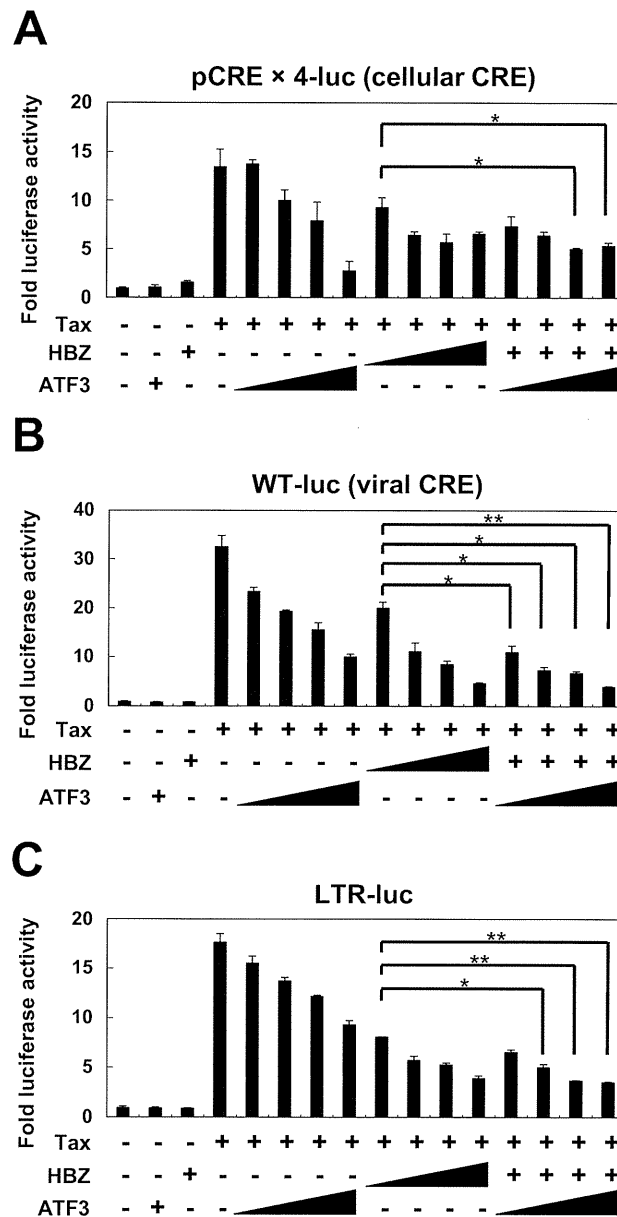 A
pCRE × 4-luc (cellular CRE)
Fold luciferase activity
20
15
10
5
0
*
*
Tax - - - + + + + + + + + + + + + +
HBZ - - + - - - - - + + + +
ATF3 - + - - - - - -
B
WT-luc (viral CRE)
Fold luciferase activity
40
30
20
10
0
**
*
*
*
Tax - - - + + + + + + + + + + + + +
HBZ - - + - - - - - + + + +
ATF3 - + - - - - - -
C
LTR-luc
Fold luciferase activity
20
15
10
5
0
**
**
*
Tax - - - + + + + + + + + + + + + +
HBZ - - + - - - - - + + + +
ATF3 - + - - - - - -